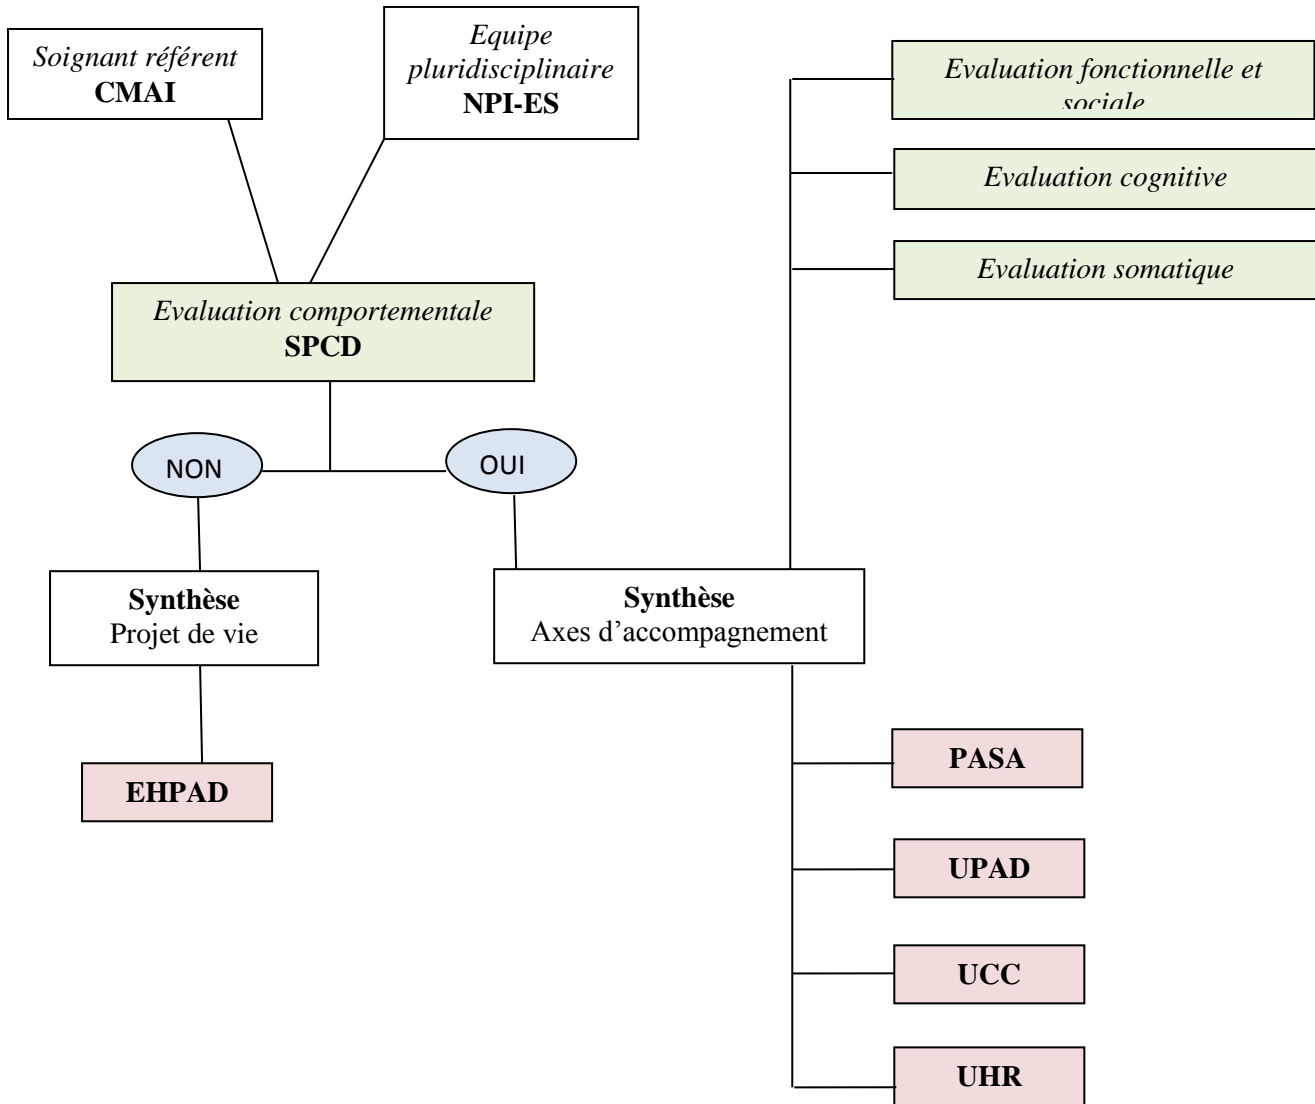 Soignant référent
CMAI
Equipe
pluridisciplinaire
NPI-ES
Evaluation fonctionnelle et
sociale
Evaluation cognitive
Evaluation somatique
Evaluation comportementale
SPCD
NON
OUI
Synthèse
Projet de vie
Synthèse
Axes d’accompagnement
EHPAD
PASA
UPAD
UCC
UHR